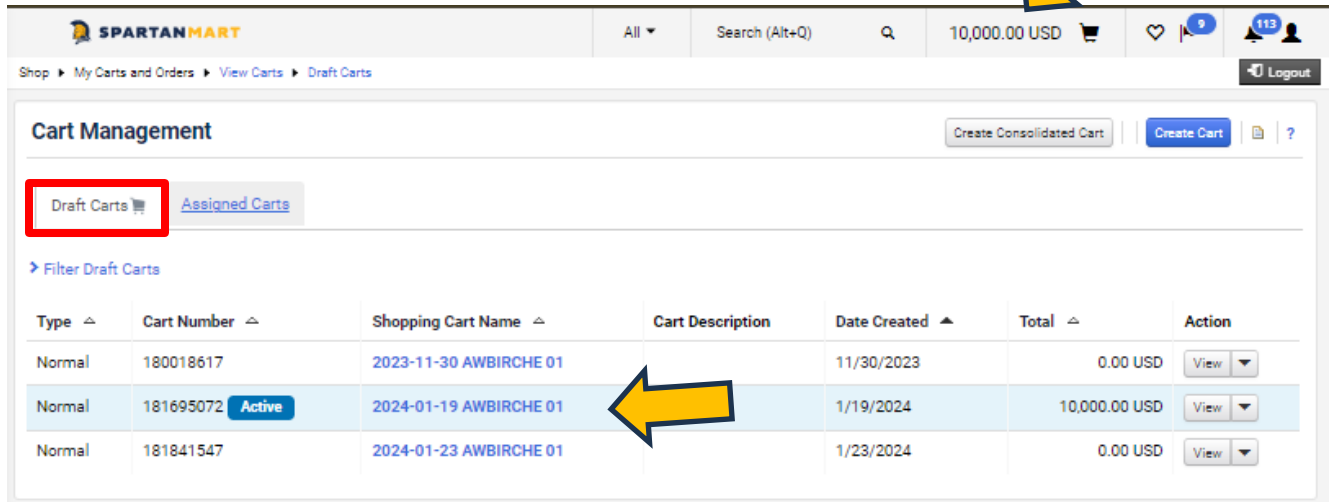 SPARTANMART All Search (Alt+Q) 10,000.00 USD 9 113
Shop My Carts and Orders View Carts Draft Carts Logout
Cart Management Create Consolidated Cart Create Cart ?
Draft Carts Assigned Carts
Filter Draft Carts
Type Cart Number Shopping Cart Name Cart Description Date Created Total Action
Normal 180018617 2023-11-30 AWBIRCHE 01 11/30/2023 0.00 USD View
Normal 181695072 Active 2024-01-19 AWBIRCHE 01 1/19/2024 10,000.00 USD View
Normal 181841547 2024-01-23 AWBIRCHE 01 1/23/2024 0.00 USD View